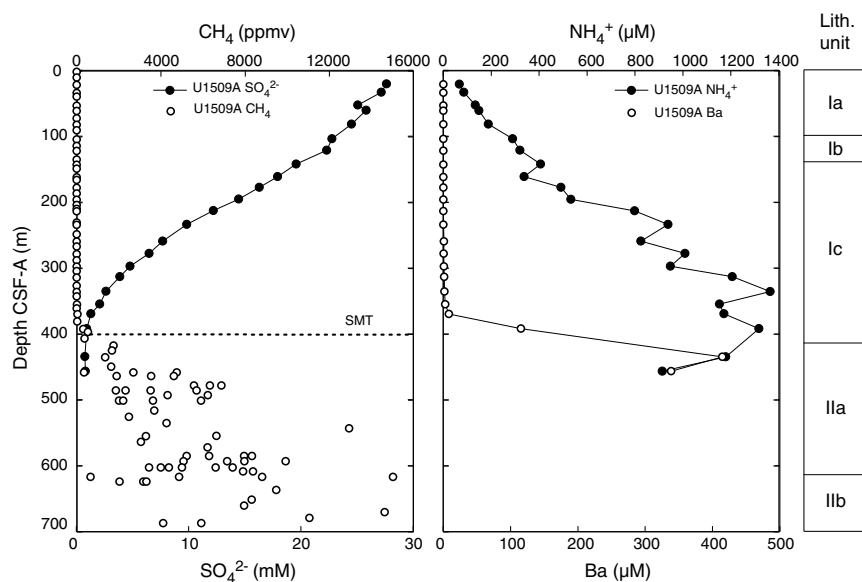 CH4 (ppmv)
0 4000 8000 12000 16000
NH4+ (µM)
0 200 400 600 800 1000 1200 1400
Lith.
unit
U1509A SO42-
U1509A CH4
U1509A NH4+
U1509A Ba
Depth CSF-A (m)
0
100
200
300
400
500
600
700
SMT
Ia
Ib
Ic
IIa
IIb
0 10 20 30
SO42- (mM)
0 100 200 300 400 500
Ba (µM)